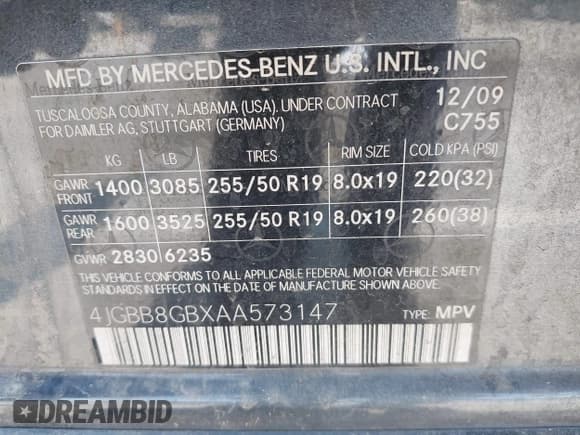 MFD BY MERCEDES-BENZ U.S. INTL., INC
TUSCALOOSA COUNTY, ALABAMA (USA). UNDER CONTRACT 12/09
FOR DAIMLER AG, STUTTGART (GERMANY) C755
KG LB TIRES RIM SIZE COLD KPA (PSI)
GAWR FRONT 1400 3085 255/50 R19 8.0x19 220(32)
GAWR REAR 1600 3525 255/50 R19 8.0x19 260(38)
GVWR 2830 6235
THIS VEHICLE CONFORMS TO ALL APPLICABLE FEDERAL MOTOR VEHICLE SAFETY
STANDARDS IN EFFECT ON THE DATE OF MANUFACTURE SHOWN ABOVE.
4JGBB8GBXAA573147 TYPE: MPV
DREAMBID